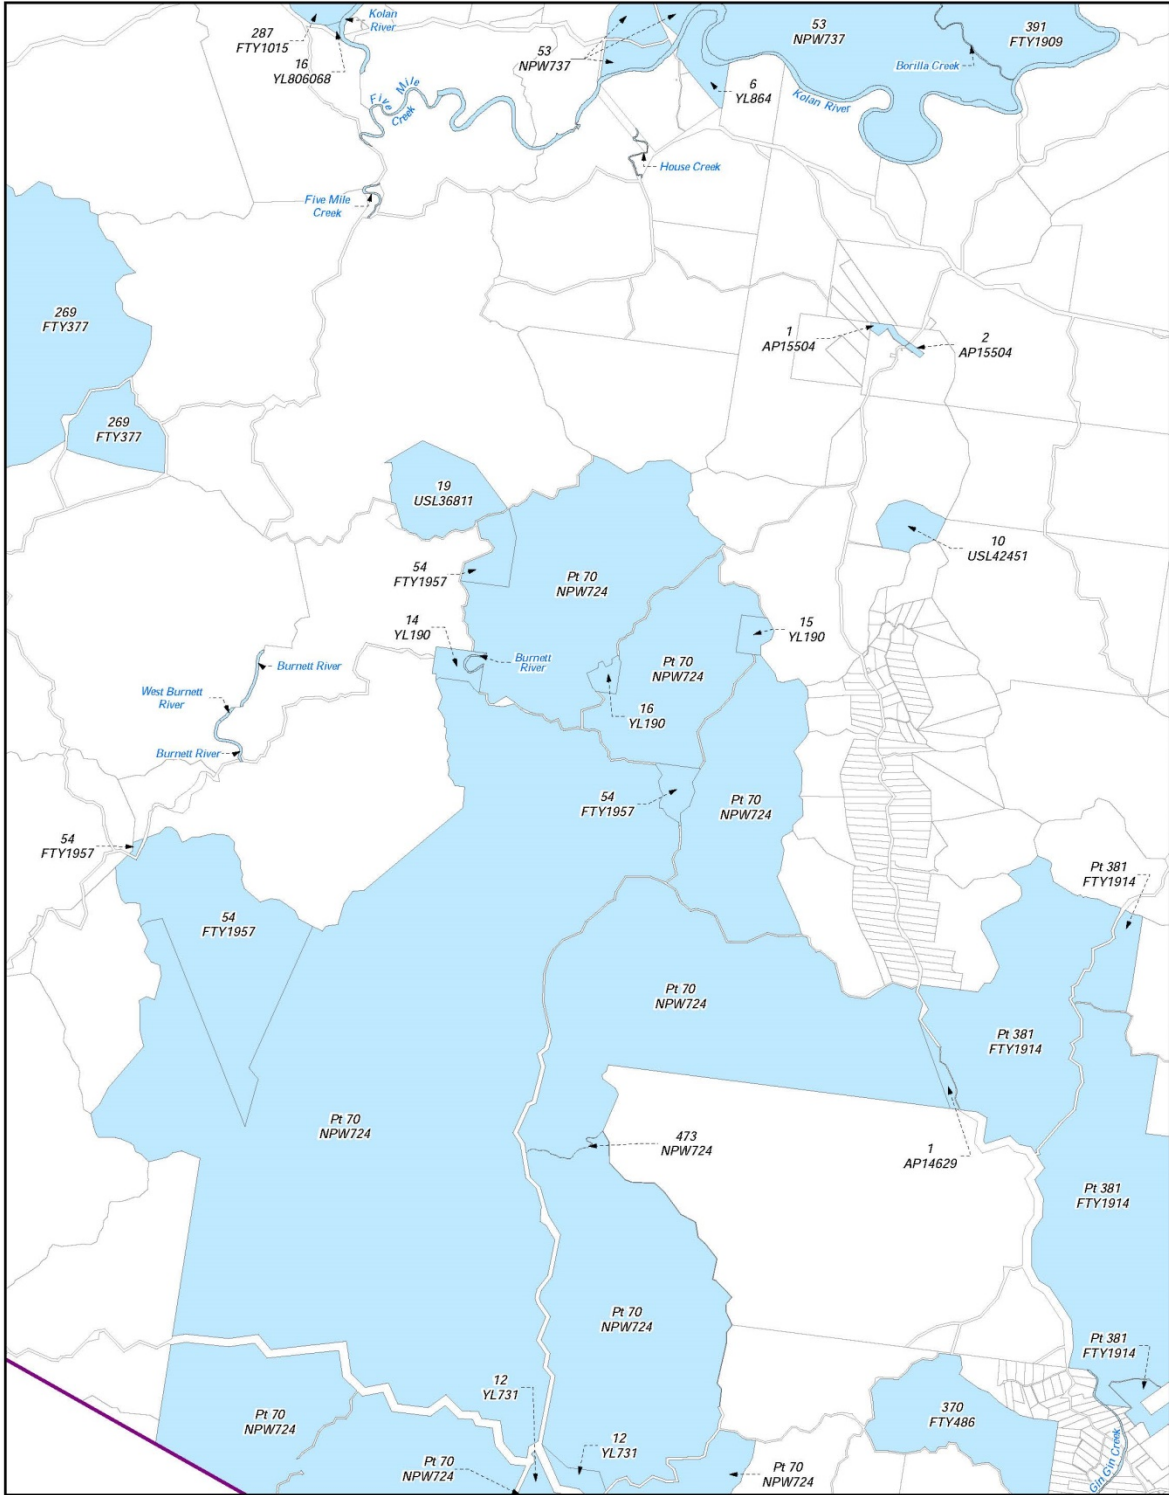 Kolan
River
287
FTY1015
16
YL806068
53
NPW737
53
NPW737
391
FTY1909
Borilla Creek
6
YL864
Kolan River
Five Mile
Creek
House Creek
Five Mile
Creek
269
FTY377
1
AP15504
2
AP15504
269
FTY377
19
USL36811
10
USL42451
54
FTY1957
Pt 70
NPW724
14
YL190
15
YL190
Burnett River
Burnett
River
Pt 70
NPW724
West Burnett
River
16
YL190
Burnett River
54
FTY1957
Pt 70
NPW724
54
FTY1957
Pt 381
FTY1914
54
FTY1957
Pt 70
NPW724
Pt 381
FTY1914
Pt 70
NPW724
473
NPW724
1
AP14629
Pt 381
FTY1914
Pt 70
NPW724
Pt 381
FTY1914
12
YL731
Pt 70
NPW724
370
FTY486
12
YL731
Pt 70
NPW724
Pt 70
NPW724
Gin Gin Creek